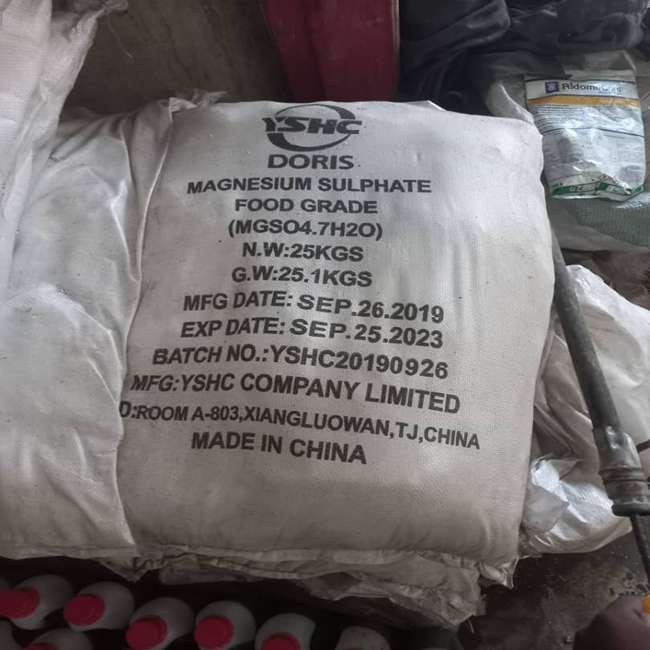 YSHC
DORIS
MAGNESIUM SULPHATE
FOOD GRADE
(MGSO4.7H2O)
N.W:25KGS
G.W:25.1KGS
MFG DATE: SEP.26.2019
EXP DATE: SEP.25.2023
BATCH NO.:YSHC20190926
MFG:YSHC COMPANY LIMITED
D:ROOM A-803,XIANGLUOWAN,TJ,CHINA
MADE IN CHINA